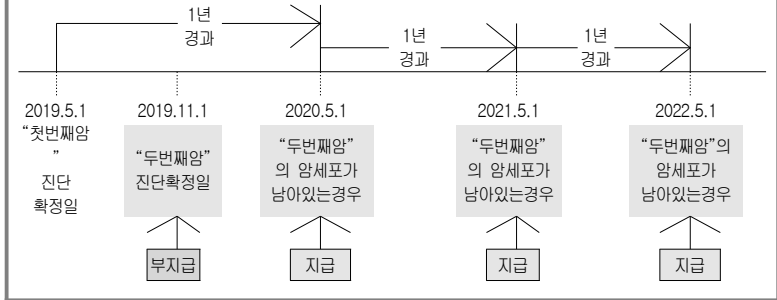 1년
경과
1년
경과
1년
경과
2019.5.1
“첫번째암
”
진단
확정일
2019.11.1
“두번째암”
진단확정일
2020.5.1
“두번째암”
의 암세포가
남아있는경우
2021.5.1
“두번째암”
의 암세포가
남아있는경우
2022.5.1
“두번째암”의
암세포가
남아있는경우
부지급
지급
지급
지급